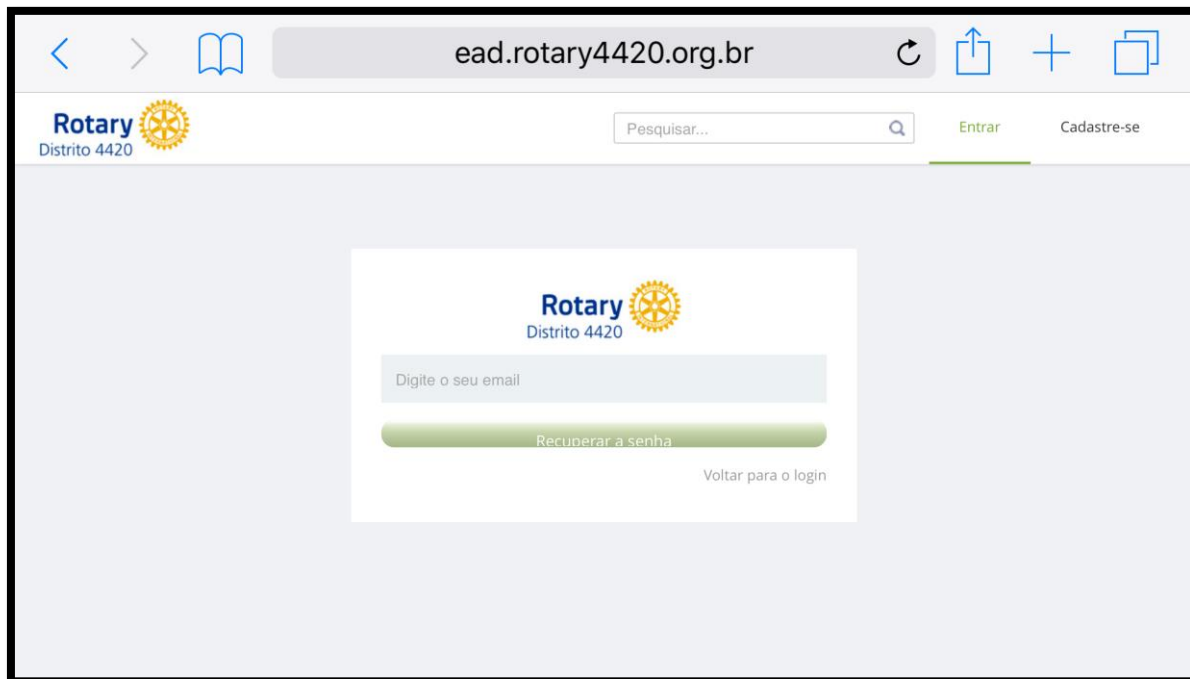 ead.rotary4420.org.br
Rotary
Distrito 4420
Pesquisar...
Entrar
Cadastre-se
Rotary
Distrito 4420
Digite o seu email
Recuperar a senha
Voltar para o login